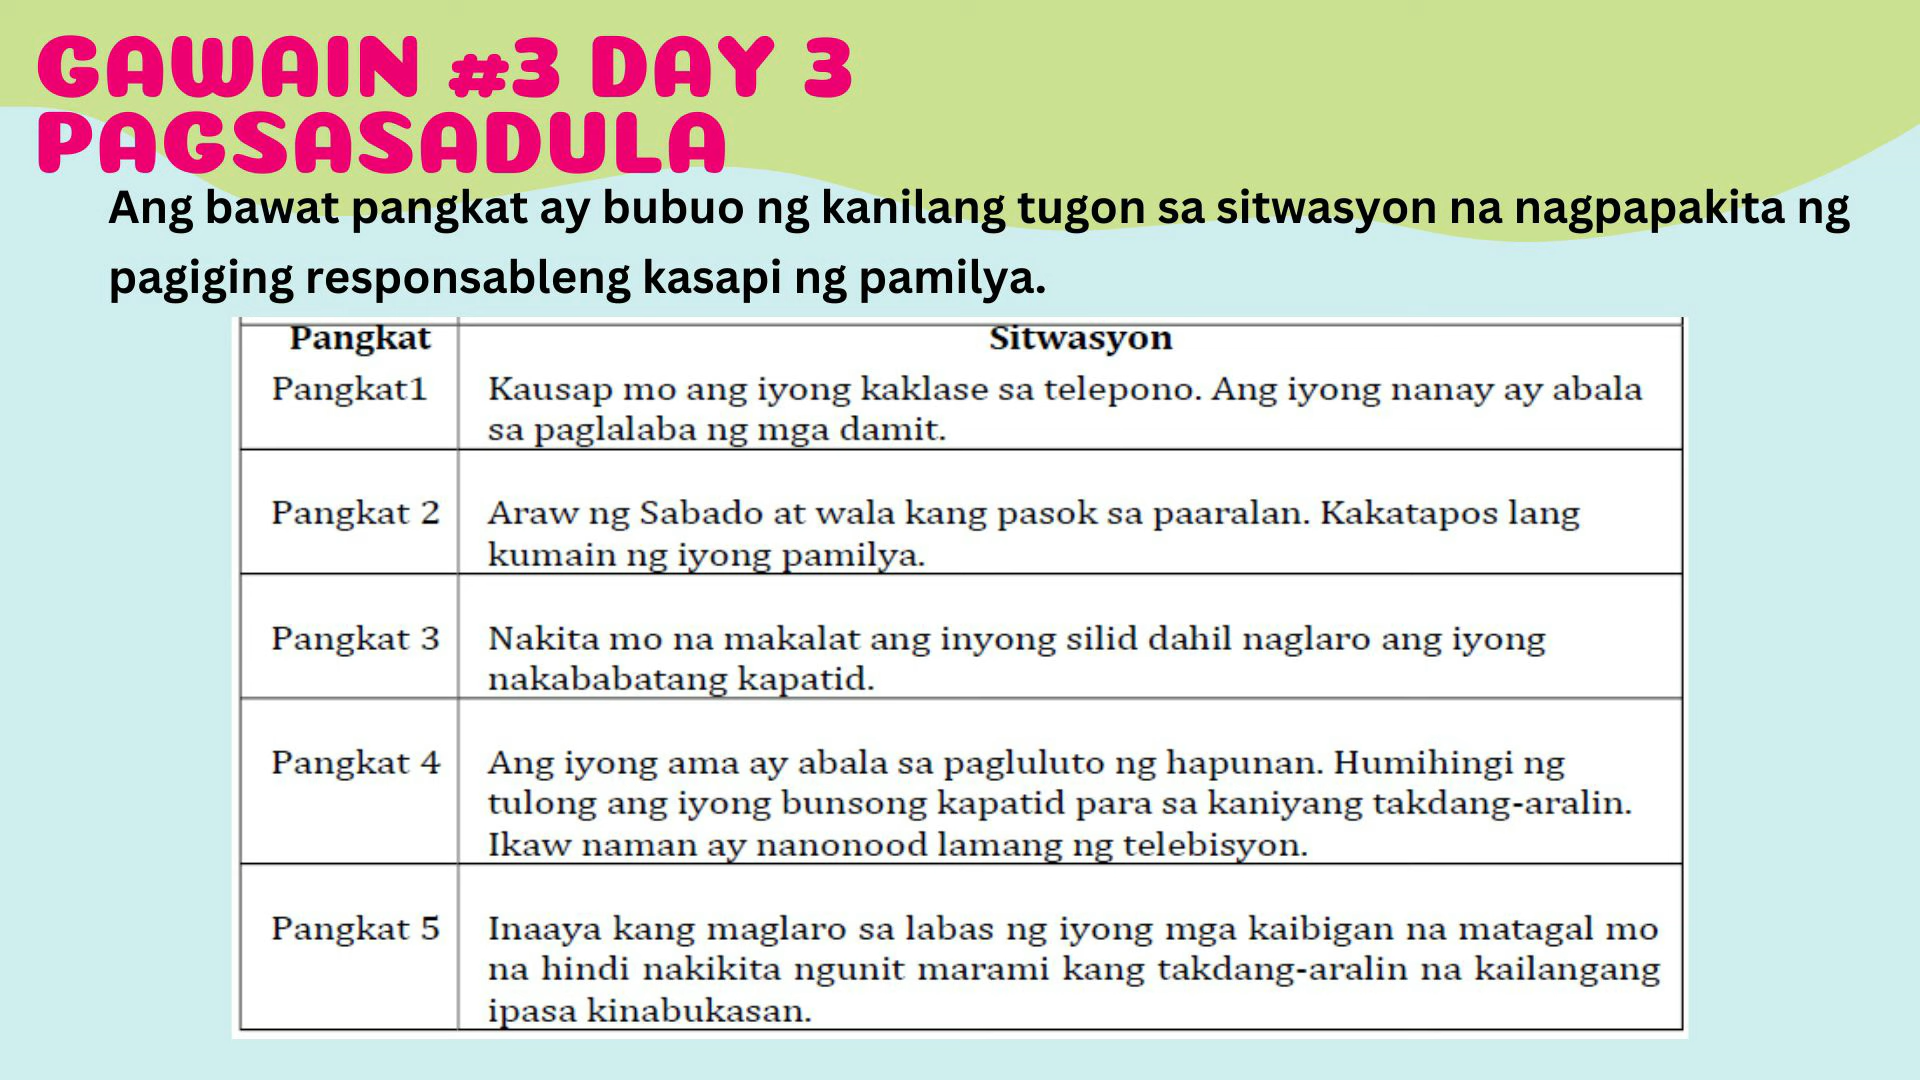 GAWAIN #3 DAY 3
PAGSASADULA
Ang bawat pangkat ay bubuo ng kanilang tugon sa sitwasyon na nagpapakita ng
pagiging responsableng kasapi ng pamilya.
Pangkat Sitwasyon
Pangkat1 Kausap mo ang iyong kaklase sa telepono. Ang iyong nanay ay abala
sa paglalaba ng mga damit.
Pangkat 2 Araw ng Sabado at wala kang pasok sa paaralan. Kakatapos lang
kumain ng iyong pamilya.
Pangkat 3 Nakita mo na makalat ang inyong silid dahil naglaro ang iyong
nakababatang kapatid.
Pangkat 4 Ang iyong ama ay abala sa pagluluto ng hapunan. Humihingi ng
tulong ang iyong bunsong kapatid para sa kaniyang takdang-aralin.
Ikaw naman ay nanonood lamang ng telebisyon.
Pangkat 5 Inaaya kang maglaro sa labas ng iyong mga kaibigan na matagal mo
na hindi nakikita ngunit marami kang takdang-aralin na kailangang
ipasa kinabukasan.